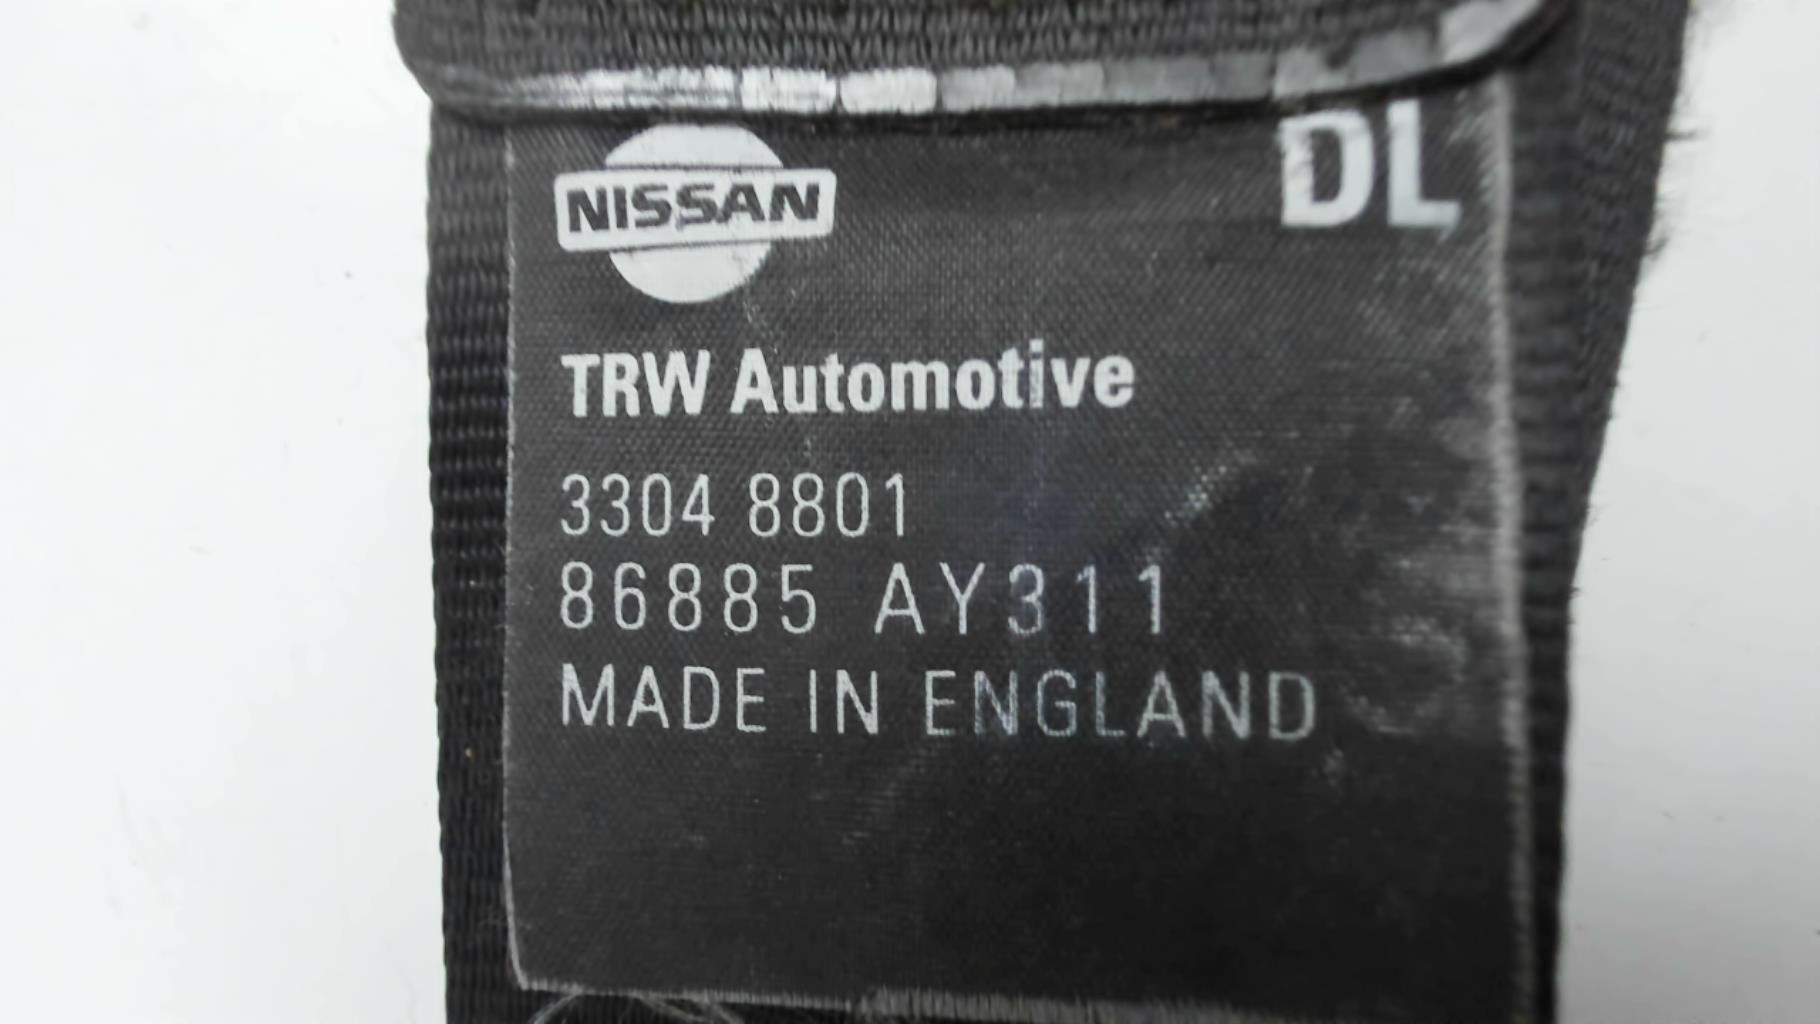 DL
NISSAN
TRW Automotive
3304 8801
86885 AY311
MADE IN ENGLAND